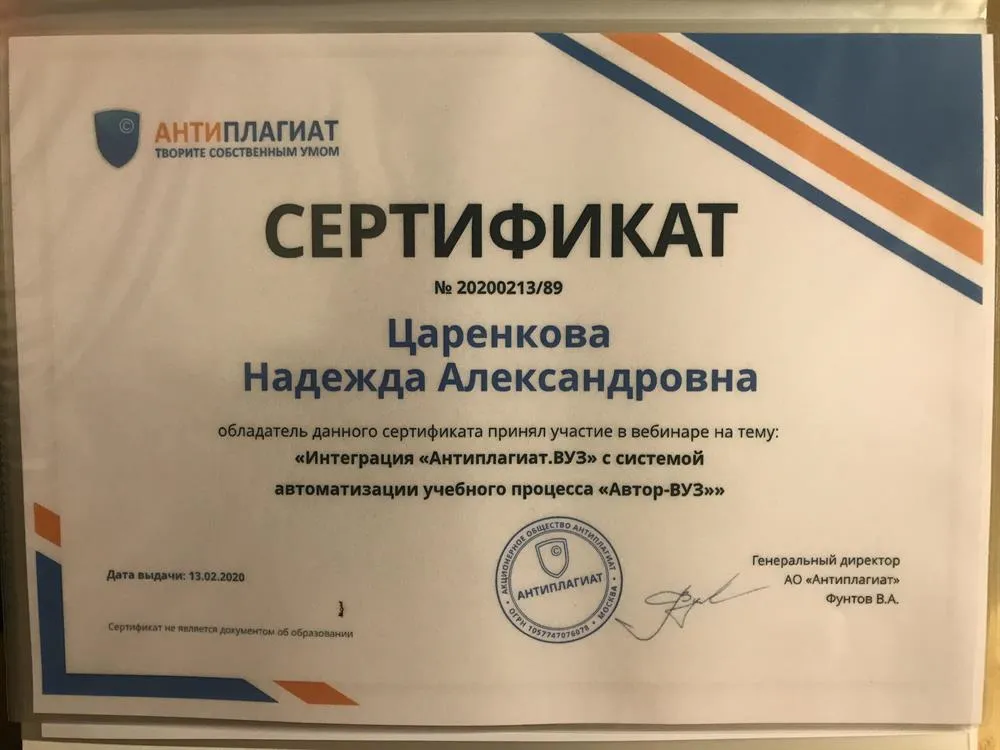 ©
АНТИПЛАГИАТ
ТВОРИТЕ СОБСТВЕННЫМ УМОМ
СЕРТИФИКАТ
№ 20200213/89
Царенкова
Надежда Александровна
обладатель данного сертификата принял участие в вебинаре на тему:
«Интеграция «Антиплагиат.ВУЗ» с системой
автоматизации учебного процесса «Автор-ВУЗ»»
АКЦИОНЕРНОЕ ОБЩЕСТВО АНТИПЛАГИАТ
©
АНТИПЛАГИАТ
• МОСКВА •
ОГРН 1057747076078
Генеральный директор
АО «Антиплагиат»
Фунтов В.А.
Дата выдачи: 13.02.2020
Сертификат не является документом об образовании